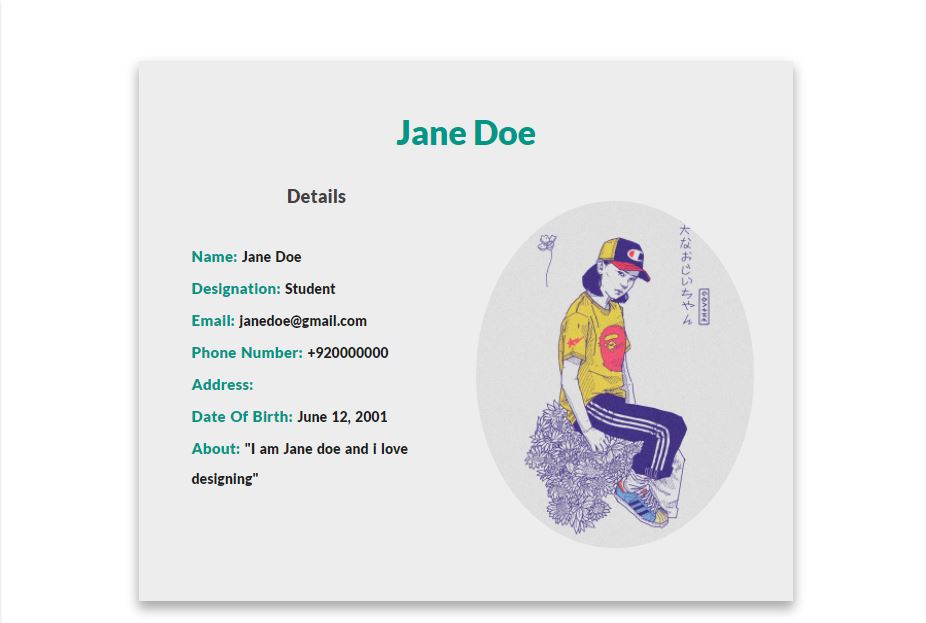 Jane Doe
Details
Name: Jane Doe
Designation: Student
Email: janedoe@gmail.com
Phone Number: +920000000
Address:
Date Of Birth: June 12, 2001
About: "I am Jane doe and i love
designing"
大なおじいちゃん